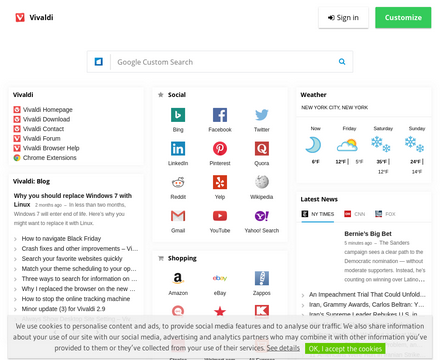 Vivaldi
Sign in
Customize
Google Custom Search
Vivaldi
Vivaldi Homepage
Vivaldi Download
Vivaldi Contact
Vivaldi Forum
Vivaldi Browser Help
Chrome Extensions
Vivaldi: Blog
Why you should replace Windows 7 with
Linux 2 months ago - In less than two months,
Windows 7 will enter end of life. Here's why you
might want to replace it with Linux.
How to navigate Black Friday
Crash fixes and other improvements – Vi...
Search your favorite websites quickly
Match your theme scheduling to your op...
Three ways to search for information on ...
Why I replaced the browser on the new ...
How to stop the online tracking machine
Minor update (3) for Vivaldi 2.9
Social
Bing
Facebook
Twitter
LinkedIn
Pinterest
Quora
Reddit
Yelp
Wikipedia
Gmail
YouTube
Yahoo! Search
Shopping
Amazon
eBay
Zappos
Weather
NEW YORK CITY, NEW YORK
Now
Friday
Saturday
Sunday
6°F
12°F | 5°F
35°F |
12°F
24°F |
14°F
Latest News
NY TIMES
CNN
FOX
Bernie's Big Bet
5 minutes ago - The Sanders
campaign sees a clear path to the
Democratic nomination — without
moderate supporters. Instead, he's
counting on winning over Latino...
An Impeachment Trial That Could Unfold...
Iran, Grammy Awards, Carlos Beltran: Y...
We use cookies to personalise content and ads, to provide social media features and to analyse our traffic. We also share information
about your use of our site with our social media, advertising and analytics partners who may combine it with other information you've
provided to them or they've collected from your use of their services. See details
OK, I accept the cookies